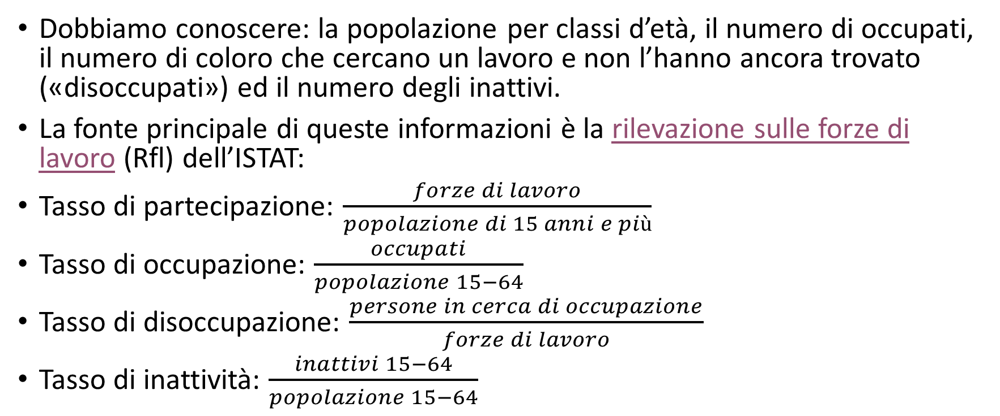 • Dobbiamo conoscere: la popolazione per classi d’età, il numero di occupati,
il numero di coloro che cercano un lavoro e non l’hanno ancora trovato
(«disoccupati») ed il numero degli inattivi.
• La fonte principale di queste informazioni è la rilevazione sulle forze di
lavoro (Rfl) dell’ISTAT:
• Tasso di partecipazione: forze di lavoro
popolazione di 15 anni e più
• Tasso di occupazione: occupati
popolazione 15−64
• Tasso di disoccupazione: persone in cerca di occupazione
forze di lavoro
• Tasso di inattività: inattivi 15−64
popolazione 15−64